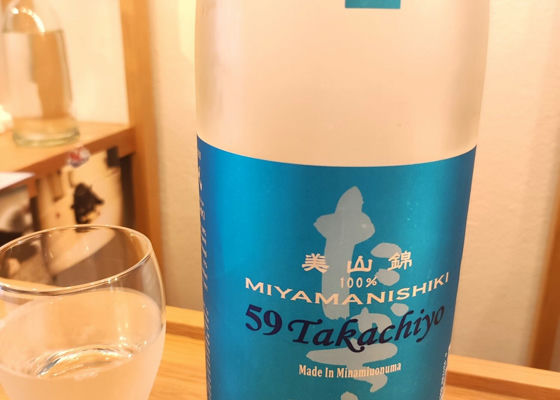 美山錦
100%
MIYAMANISHIKI
59 Takachiyo
Made In Minamiuonuma